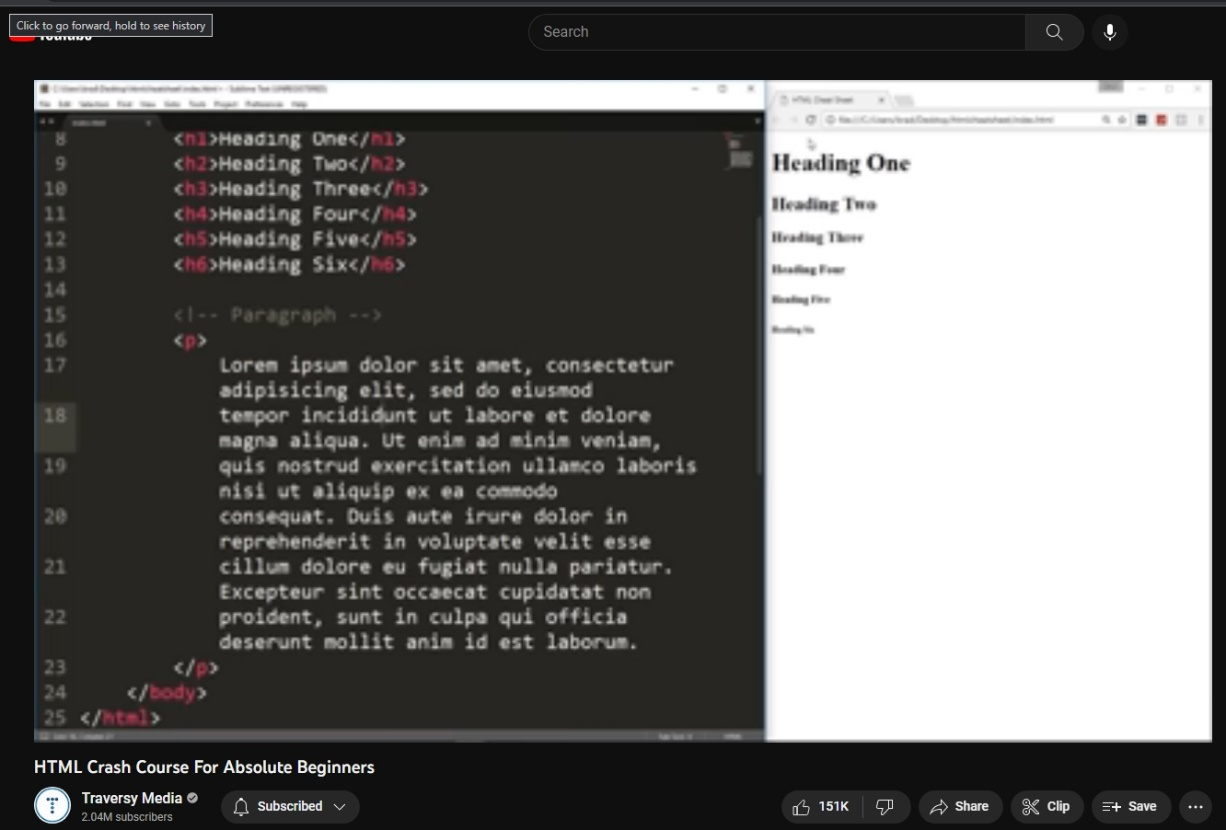 Click to go forward, hold to see history
Search
8 <h1>Heading One</h1>
9 <h2>Heading Two</h2>
10 <h3>Heading Three</h3>
11 <h4>Heading Four</h4>
12 <h5>Heading Five</h5>
13 <h6>Heading Six</h6>
14
15 <!-- Paragraph -->
16 <p>
17 Lorem ipsum dolor sit amet, consectetur
adipisicing elit, sed do eiusmod
18 tempor incididunt ut labore et dolore
magna aliqua. Ut enim ad minim veniam,
19 quis nostrud exercitation ullamco laboris
nisi ut aliquip ex ea commodo
20 consequat. Duis aute irure dolor in
reprehenderit in voluptate velit esse
21 cillum dolore eu fugiat nulla pariatur.
Excepteur sint occaecat cupidatat non
22 proident, sunt in culpa qui officia
deserunt mollit anim id est laborum.
23 </p>
24 </body>
25 </html>
HTML Cheat Sheet
Heading One
Heading Two
Heading Three
Heading Four
Heading Five
Heading Six
HTML Crash Course For Absolute Beginners
Traversy Media
2.04M subscribers
Subscribed
151K
Share
Clip
Save